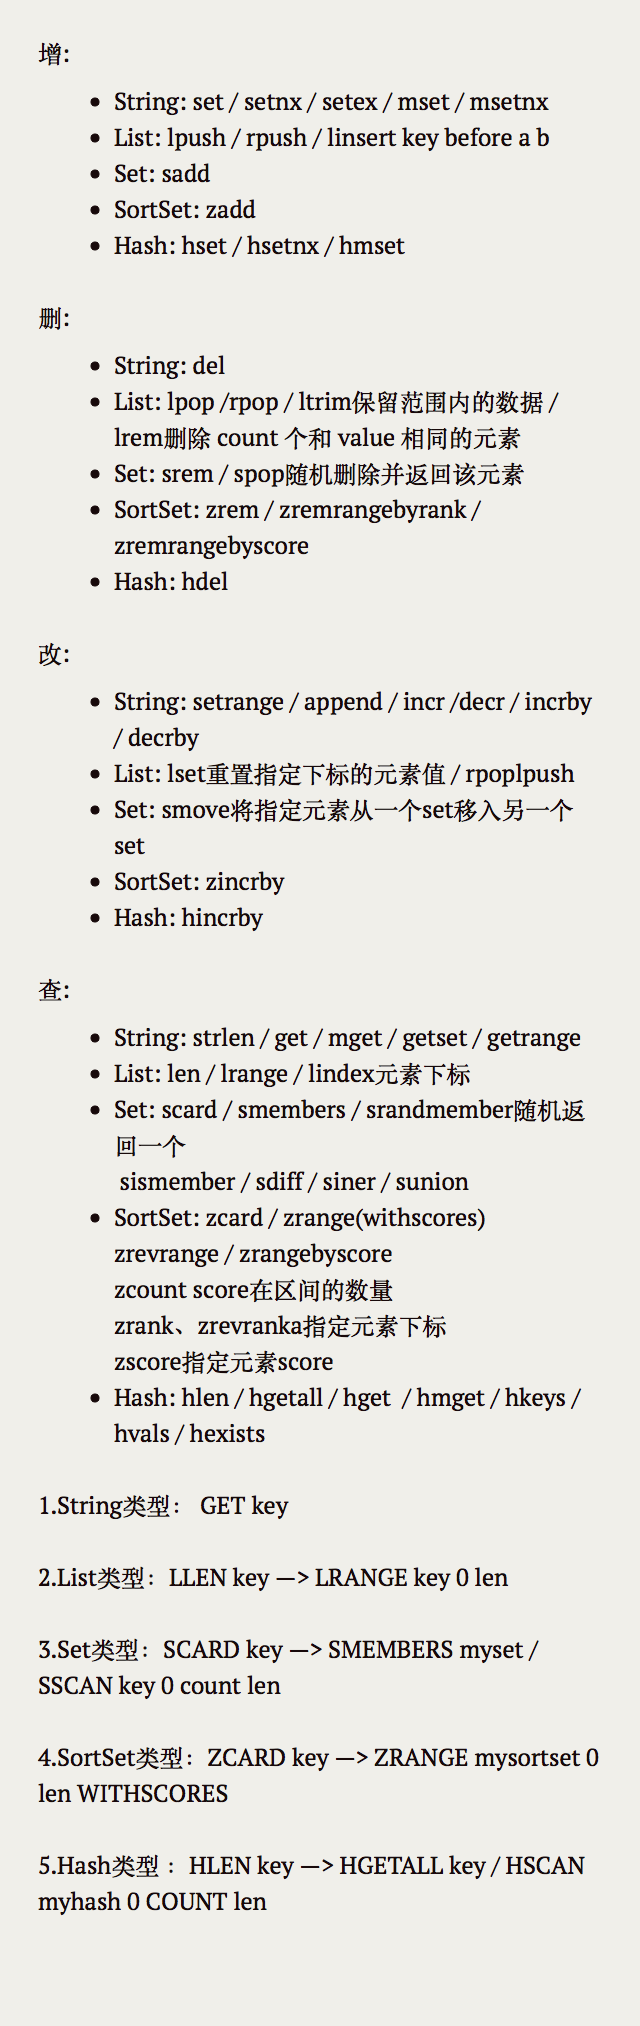 增:
• String: set / setnx / setex / mset / msetnx
• List: lpush / rpush / linsert key before a b
• Set: sadd
• SortSet: zadd
• Hash: hset / hsetnx / hmset
删:
• String: del
• List: lpop /rpop / ltrim保留范围内的数据 /
lrem删除 count 个和 value 相同的元素
• Set: srem / spop随机删除并返回该元素
• SortSet: zrem / zremrangebyrank /
zremrangebyscore
• Hash: hdel
改:
• String: setrange / append / incr /decr / incrby
/ decrby
• List: lset重置指定下标的元素值 / rpoplpush
• Set: smove将指定元素从一个set移入另一个
set
• SortSet: zincrby
• Hash: hincrby
查:
• String: strlen / get / mget / getset / getrange
• List: len / lrange / lindex元素下标
• Set: scard / smembers / srandmember随机返
回一个
sismember / sdiff / siner / sunion
• SortSet: zcard / zrange(withscores)
zrevrange / zrangebyscore
zcount score在区间的数量
zrank、zrevranka指定元素下标
zscore指定元素score
• Hash: hlen / hgetall / hget / hmget / hkeys /
hvals / hexists
1.String类型： GET key
2.List类型：LLEN key —> LRANGE key 0 len
3.Set类型：SCARD key —> SMEMBERS myset /
SSCAN key 0 count len
4.SortSet类型：ZCARD key —> ZRANGE mysortset 0
len WITHSCORES
5.Hash类型 ：HLEN key —> HGETALL key / HSCAN
myhash 0 COUNT len